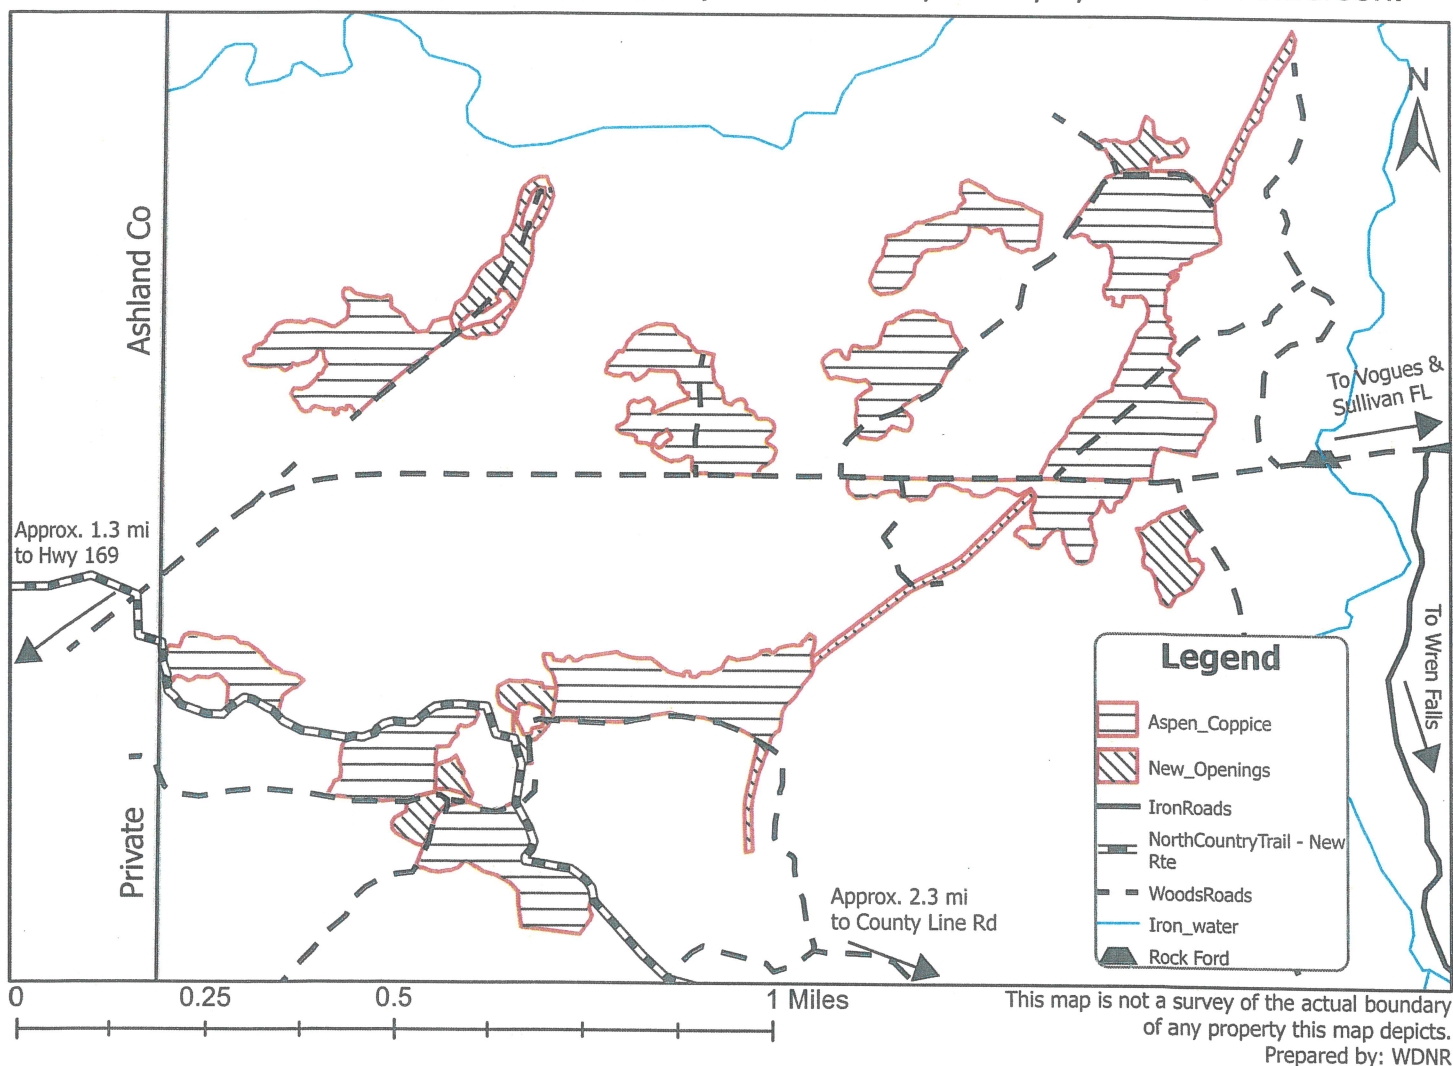 N
Ashland Co
To Vogues &
Sullivan FL
Approx. 1.3 mi
to Hwy 169
To Wren Falls
Private
Approx. 2.3 mi
to County Line Rd
Legend
Aspen_Coppice
New_Openings
IronRoads
NorthCountryTrail - New
Rte
WoodsRoads
Iron_water
Rock Ford
0 0.25 0.5 1 Miles
This map is not a survey of the actual boundary
of any property this map depicts.
Prepared by: WDNR